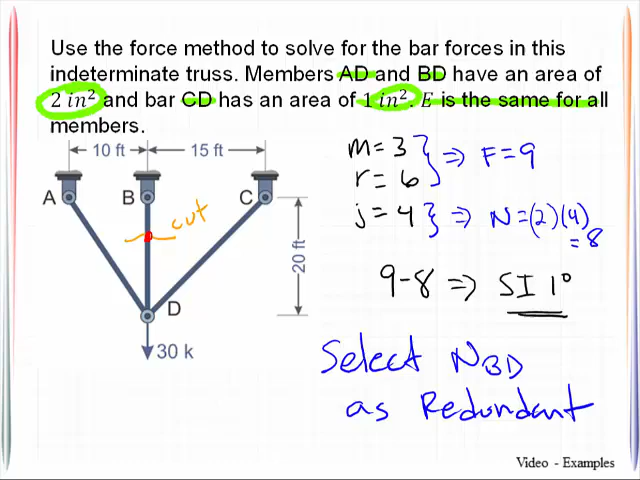 Use the force method to solve for the bar forces in this
indeterminate truss. Members AD and BD have an area of
2 in² and bar CD has an area of 1 in². E is the same for all
members.
10 ft
15 ft
A
B
C
cut
20 ft
D
30 k
m = 3
r = 6
⇒ F = 9
j = 4 } ⇒ N = (2)(4)
= 8
9-8 ⇒ SI 1°
Select N_BD
as Redundant
Video - Examples